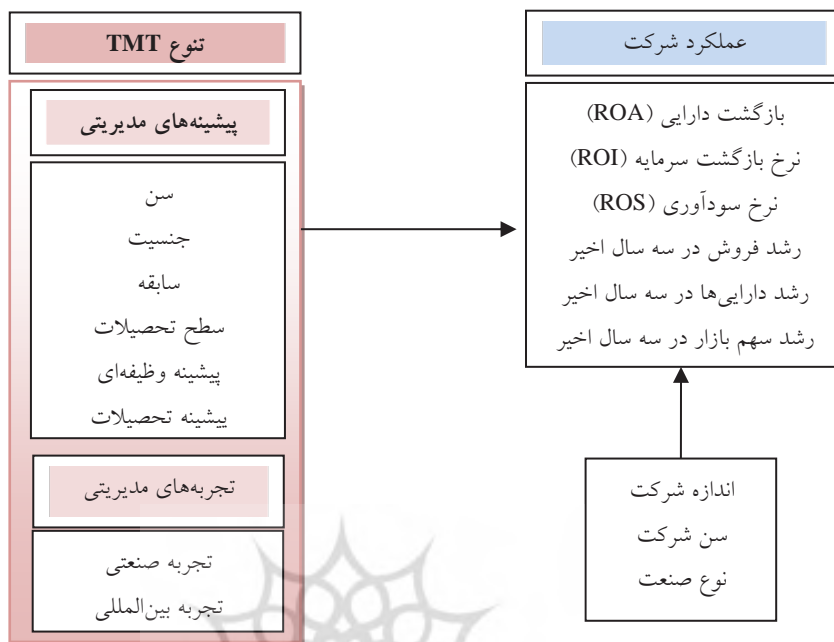 تنوع TMT
پیشینه‌های مدیریتی
سن
جنسیت
سابقه
سطح تحصیلات
پیشینه وظیفه‌ای
پیشینه تحصیلات
تجربه‌های مدیریتی
تجربه صنعتی
تجربه بین‌المللی
عملکرد شرکت
بازگشت دارایی (ROA)
نرخ بازگشت سرمایه (ROI)
نرخ سودآوری (ROS)
رشد فروش در سه سال اخیر
رشد دارایی‌ها در سه سال اخیر
رشد سهم بازار در سه سال اخیر
اندازه شرکت
سن شرکت
نوع صنعت